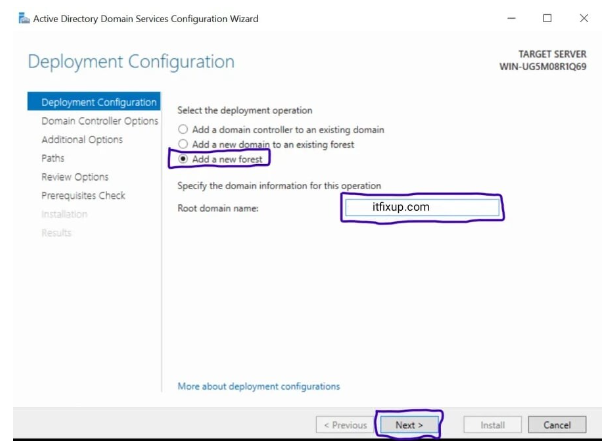 Active Directory Domain Services Configuration Wizard
Deployment Configuration
TARGET SERVER
WIN-UG5M08R1Q69
Deployment Configuration
Domain Controller Options
Additional Options
Paths
Review Options
Prerequisites Check
Installation
Results
Select the deployment operation
Add a domain controller to an existing domain
Add a new domain to an existing forest
Add a new forest
Specify the domain information for this operation
Root domain name:
itfixup.com
More about deployment configurations
< Previous
Next >
Install
Cancel